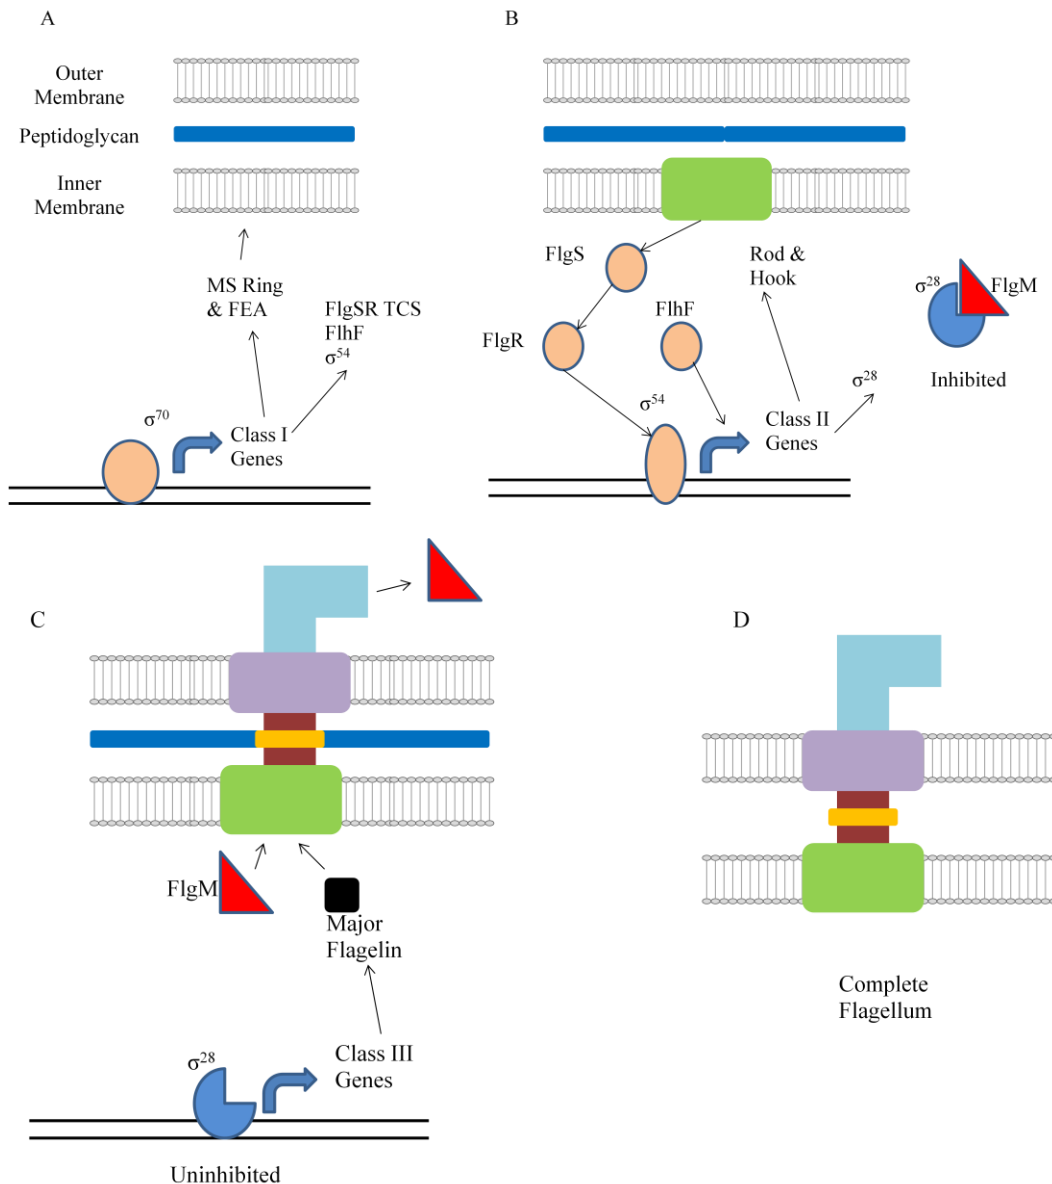 A
Outer
Membrane
Peptidoglycan
Inner
Membrane
MS Ring
& FEA
FlgSR TCS
FlhF
σ⁵⁴
σ⁷⁰
Class I
Genes
B
FlgS
Rod &
Hook
FlgR
FlhF
σ²⁸
FlgM
Inhibited
σ⁵⁴
Class II
Genes
σ²⁸
C
FlgM
Major
Flagelin
σ²⁸
Class III
Genes
Uninhibited
D
Complete
Flagellum